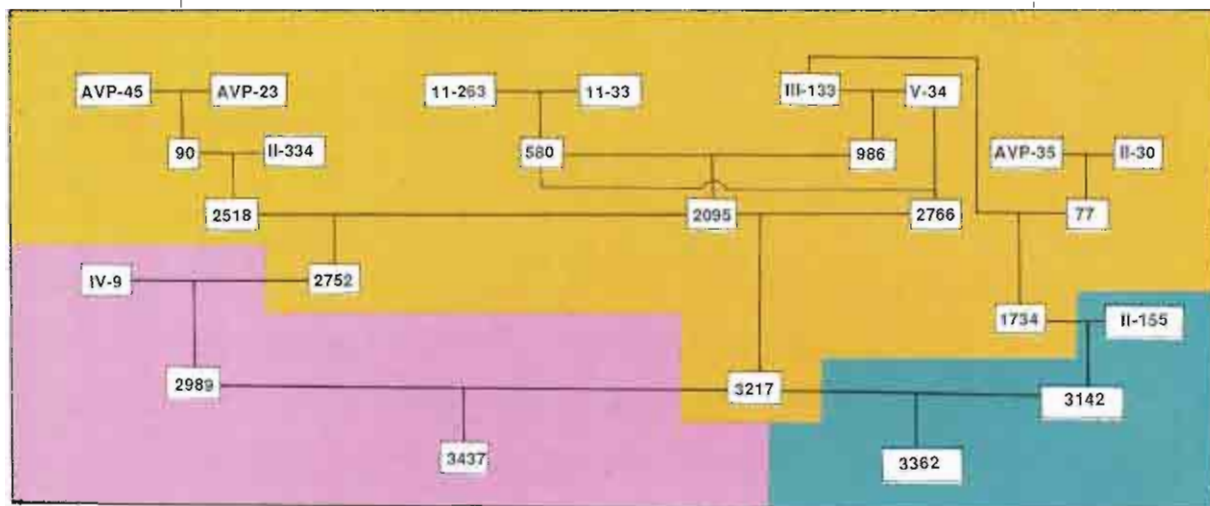 AVP-45 AVP-23 11-263 11-33 III-133 V-34
90 II-334 580 986 AVP-35 II-30
2518 2095 2766 77
IV-9 2752
1734 II-155
2989 3217 3142
3437 3362